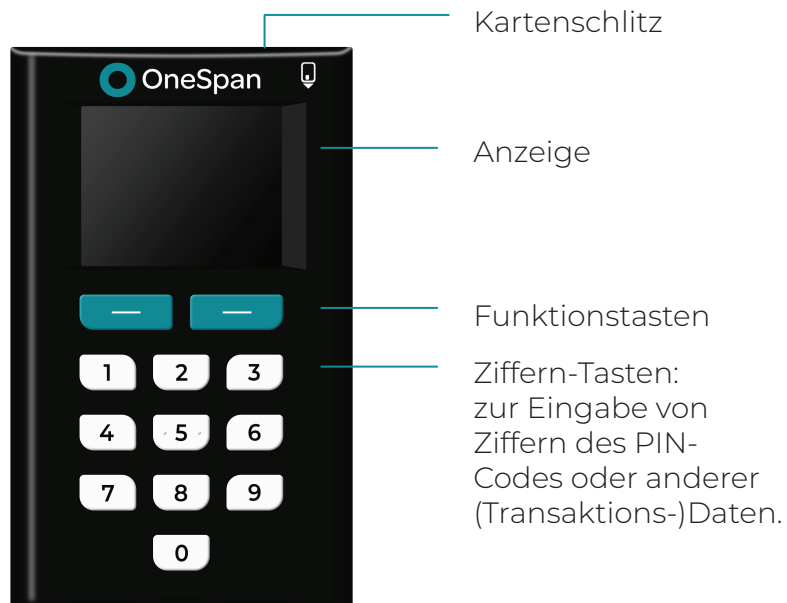 Kartenschlitz
OneSpan
Anzeige
Funktionstasten
1 2 3
Ziffern-Tasten:
zur Eingabe von
Ziffern des PIN-
Codes oder anderer
(Transaktions-)Daten.
4 5 6
7 8 9
0